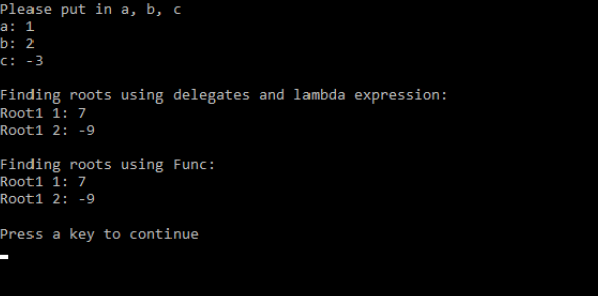 Please put in a, b, c
a: 1
b: 2
c: -3
Finding roots using delegates and lambda expression:
Root1 1: 7
Root1 2: -9
Finding roots using Func:
Root1 1: 7
Root1 2: -9
Press a key to continue